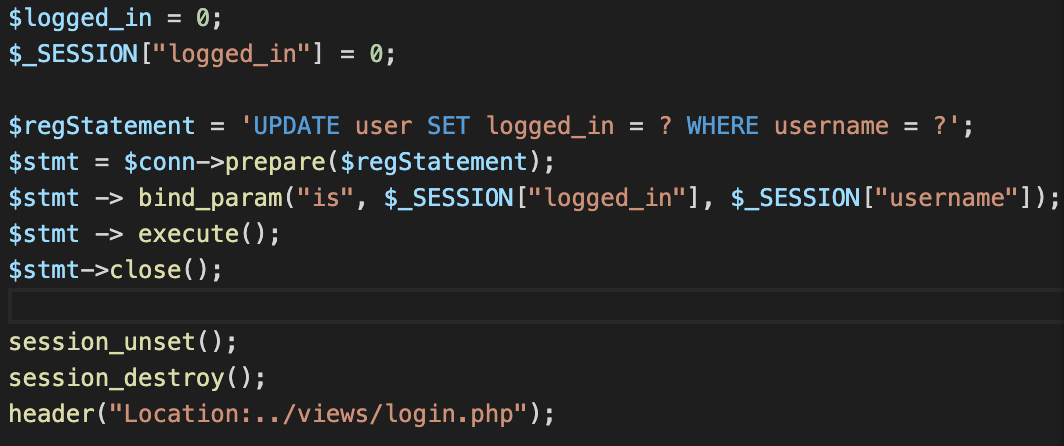 $logged_in = 0;
$_SESSION["logged_in"] = 0;
$regStatement = 'UPDATE user SET logged_in = ? WHERE username = ?';
$stmt = $conn->prepare($regStatement);
$stmt -> bind_param("is", $_SESSION["logged_in"], $_SESSION["username"]);
$stmt -> execute();
$stmt->close();
session_unset();
session_destroy();
header("Location:../views/login.php");